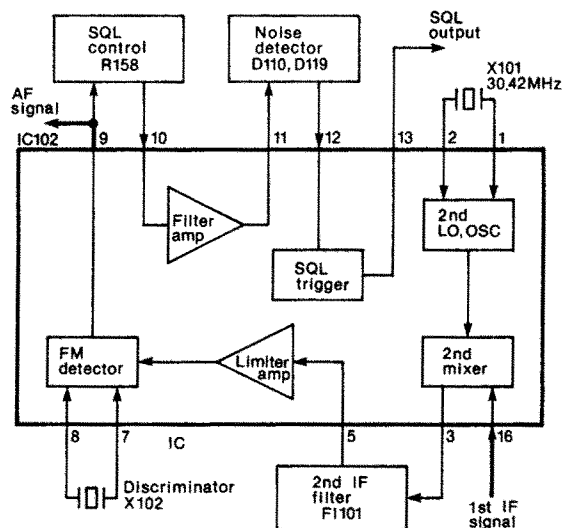 SQL
output
SQL
control
R158
Noise
detector
D110, D119
X101
30.42MHz
AF
signal
IC102
9
10
11
12
13
2
1
Filter
amp
2nd
LO, OSC
SQL
trigger
FM
detector
Limiter
amp
2nd
mixer
8
7
IC
5
3
16
Discriminator
X102
2nd IF
filter
FI101
1st IF
signal